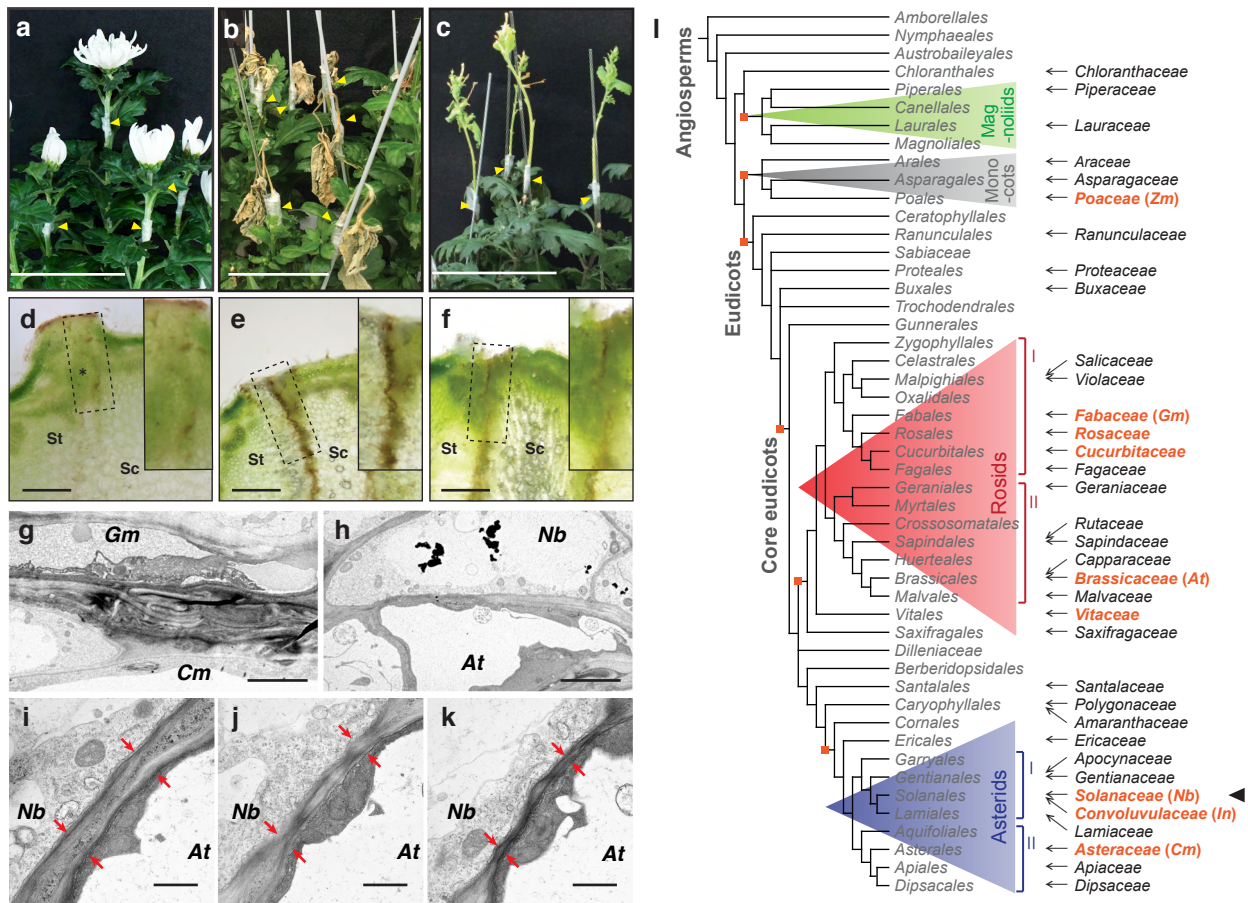 a
b
c
d
*
St
Sc
e
St
Sc
f
St
Sc
g
Gm
Cm
h
Nb
At
i
Nb
At
j
Nb
At
k
Nb
At
l
Angiosperms
Eudicots
Core eudicots
Amborellales
Nymphaeales
Austrobaileyales
Chloranthales
Piperales
Canellales
Laurales
Magnoliales
Arales
Asparagales
Poales
Ceratophyllales
Ranunculales
Sabiaceae
Proteales
Buxales
Trochodendrales
Gunnerales
Zygophyllales
Celastrales
Malpighiales
Oxalidales
Fabales
Rosales
Cucurbitales
Fagales
Geraniales
Myrtales
Crossosomatales
Sapindales
Huerteales
Brassicales
Malvales
Vitales
Saxifragales
Dilleniaceae
Berberidopsidales
Santalales
Caryophyllales
Cornales
Ericales
Garryales
Gentianales
Solanales
Lamiales
Aquifoliales
Asterales
Apiales
Dipsacales
Mag
-noliids
Mono
-cots
Rosids
I
II
Asterids
I
II
Chloranthaceae
Piperaceae
Lauraceae
Araceae
Asparagaceae
Poaceae (Zm)
Ranunculaceae
Proteaceae
Buxaceae
Salicaceae
Violaceae
Fabaceae (Gm)
Rosaceae
Cucurbitaceae
Fagaceae
Geraniaceae
Rutaceae
Sapindaceae
Capparaceae
Brassicaceae (At)
Malvaceae
Vitaceae
Saxifragaceae
Santalaceae
Polygonaceae
Amaranthaceae
Ericaceae
Apocynaceae
Gentianaceae
Solanaceae (Nb)
Convoluvulaceae (In)
Lamiaceae
Asteraceae (Cm)
Apiaceae
Dipsaceae